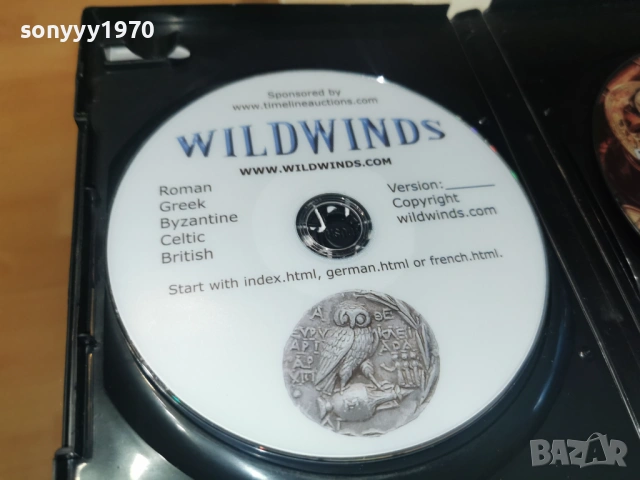 sonyyy1970
Sponsored by
www.timelineauctions.com
WILDWINDS
WWW.WILDWINDS.COM
Roman
Greek
Byzantine
Celtic
British
Version:______
Copyright
wildwinds.com
Start with index.html, german.html or french.html.
Α ΘΕ
BAZAR